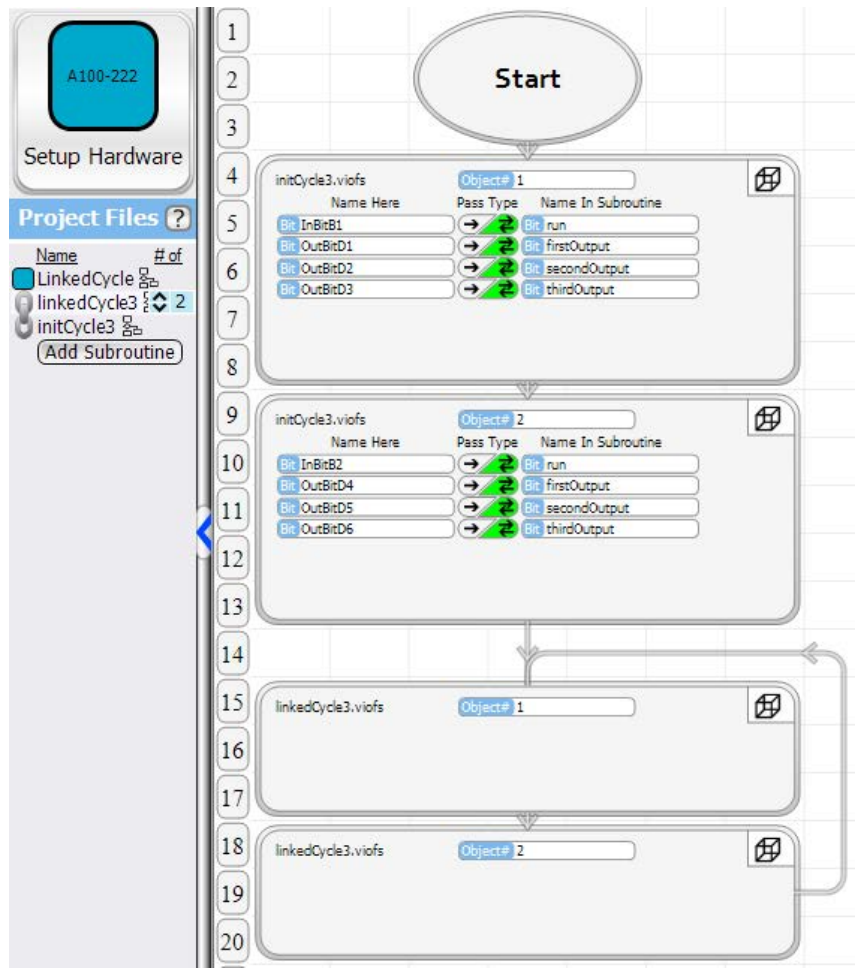 A100-222
Setup Hardware
Project Files ?
Name # of
LinkedCycle
linkedCycle3 2
initCycle3
Add Subroutine
1
2
3
4
5
6
7
8
9
10
11
12
13
14
15
16
17
18
19
20
Start
initCycle3.viofs Object# 1
Name Here Pass Type Name In Subroutine
Bit InBitB1 Bit run
Bit OutBitD1 Bit firstOutput
Bit OutBitD2 Bit secondOutput
Bit OutBitD3 Bit thirdOutput
initCycle3.viofs Object# 2
Name Here Pass Type Name In Subroutine
Bit InBitB2 Bit run
Bit OutBitD4 Bit firstOutput
Bit OutBitD5 Bit secondOutput
Bit OutBitD6 Bit thirdOutput
linkedCycle3.viofs Object# 1
linkedCycle3.viofs Object# 2